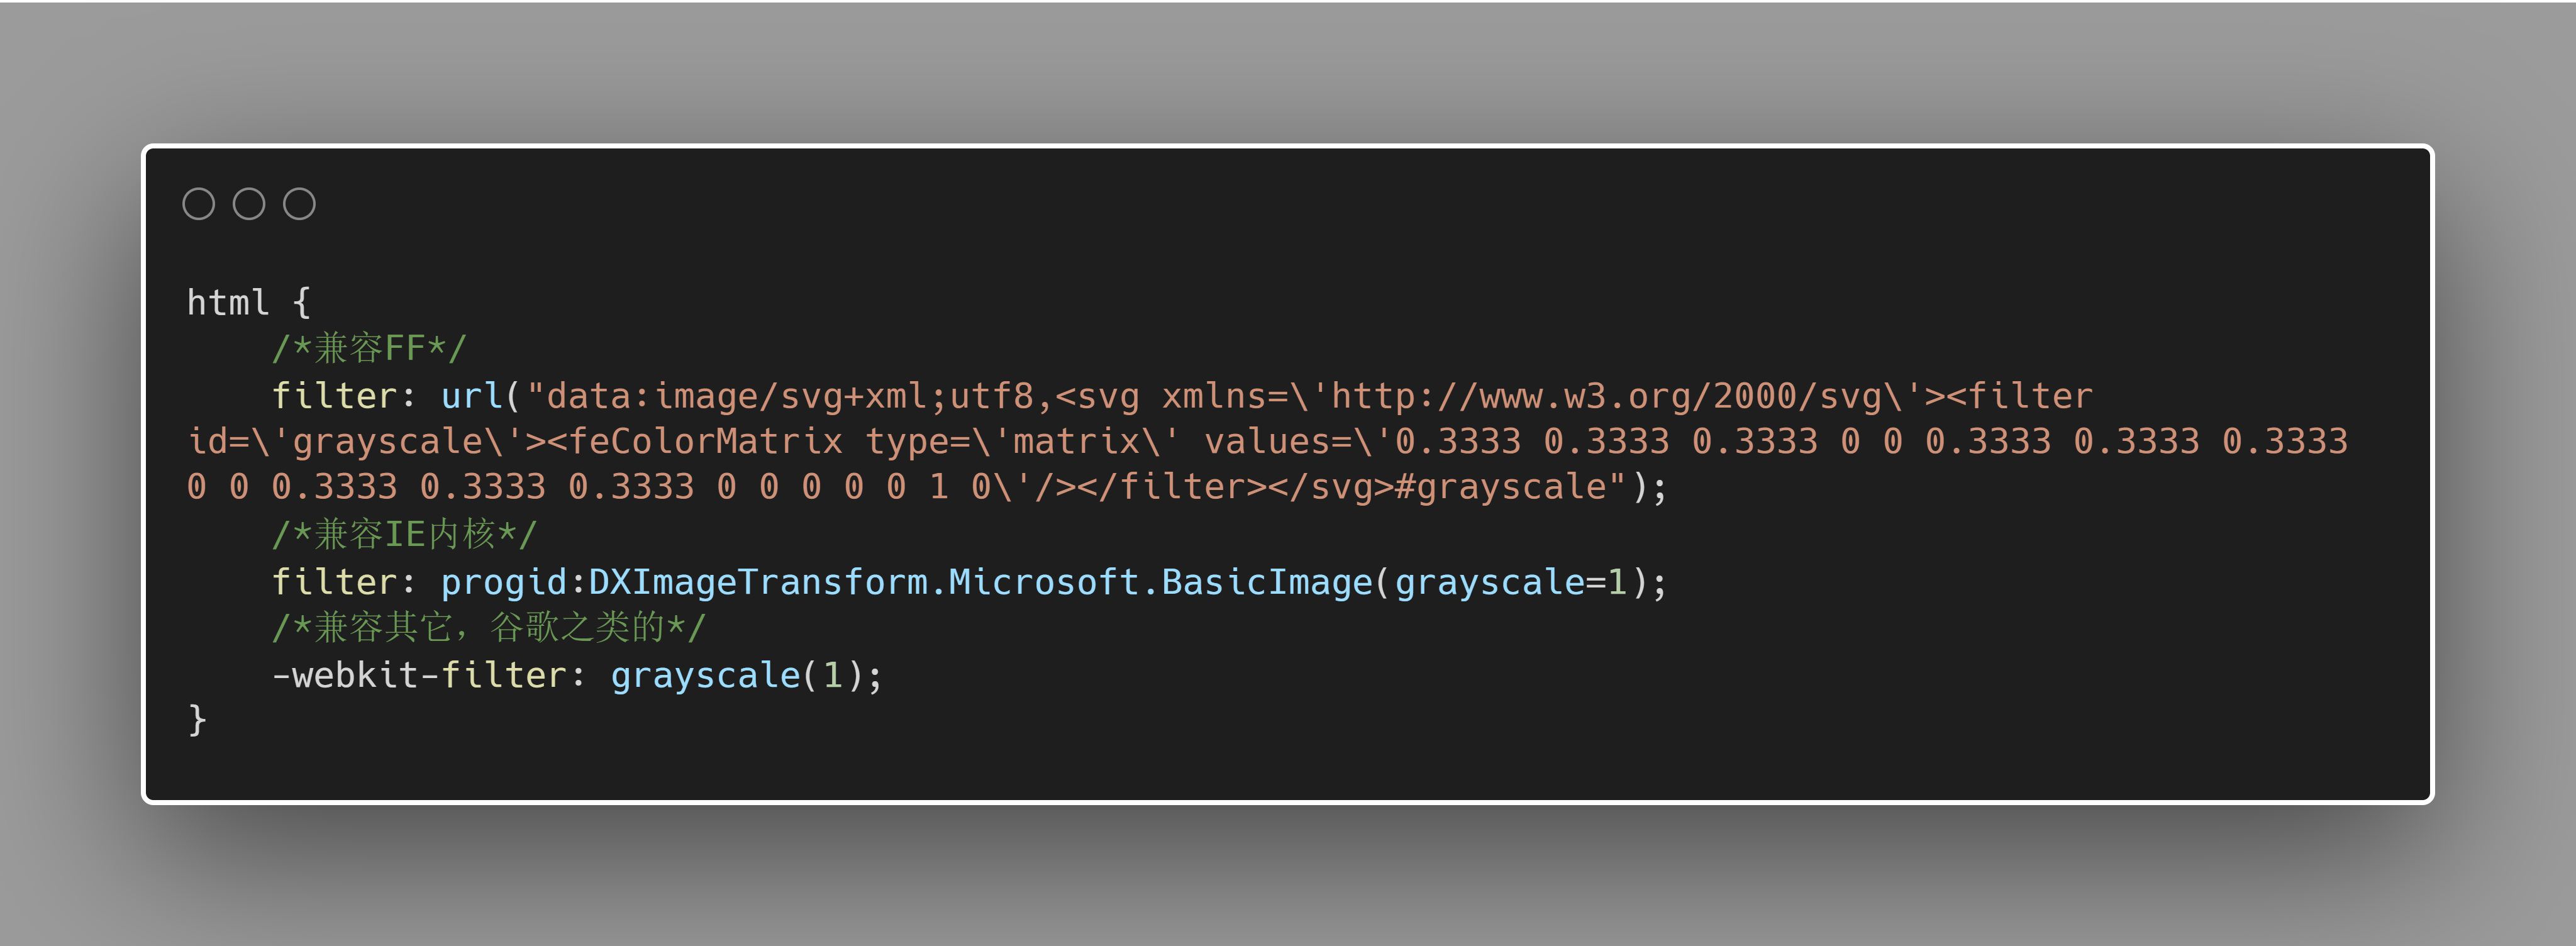 html {
    /*兼容FF*/
    filter: url("data:image/svg+xml;utf8,<svg xmlns=\'http://www.w3.org/2000/svg\'><filter
id=\'grayscale\'><feColorMatrix type=\'matrix\' values=\'0.3333 0.3333 0.3333 0 0 0.3333 0.3333 0.3333
0 0 0.3333 0.3333 0.3333 0 0 0 0 0 1 0\'/></filter></svg>#grayscale");
    /*兼容IE内核*/
    filter: progid:DXImageTransform.Microsoft.BasicImage(grayscale=1);
    /*兼容其它，谷歌之类的*/
    -webkit-filter: grayscale(1);
}